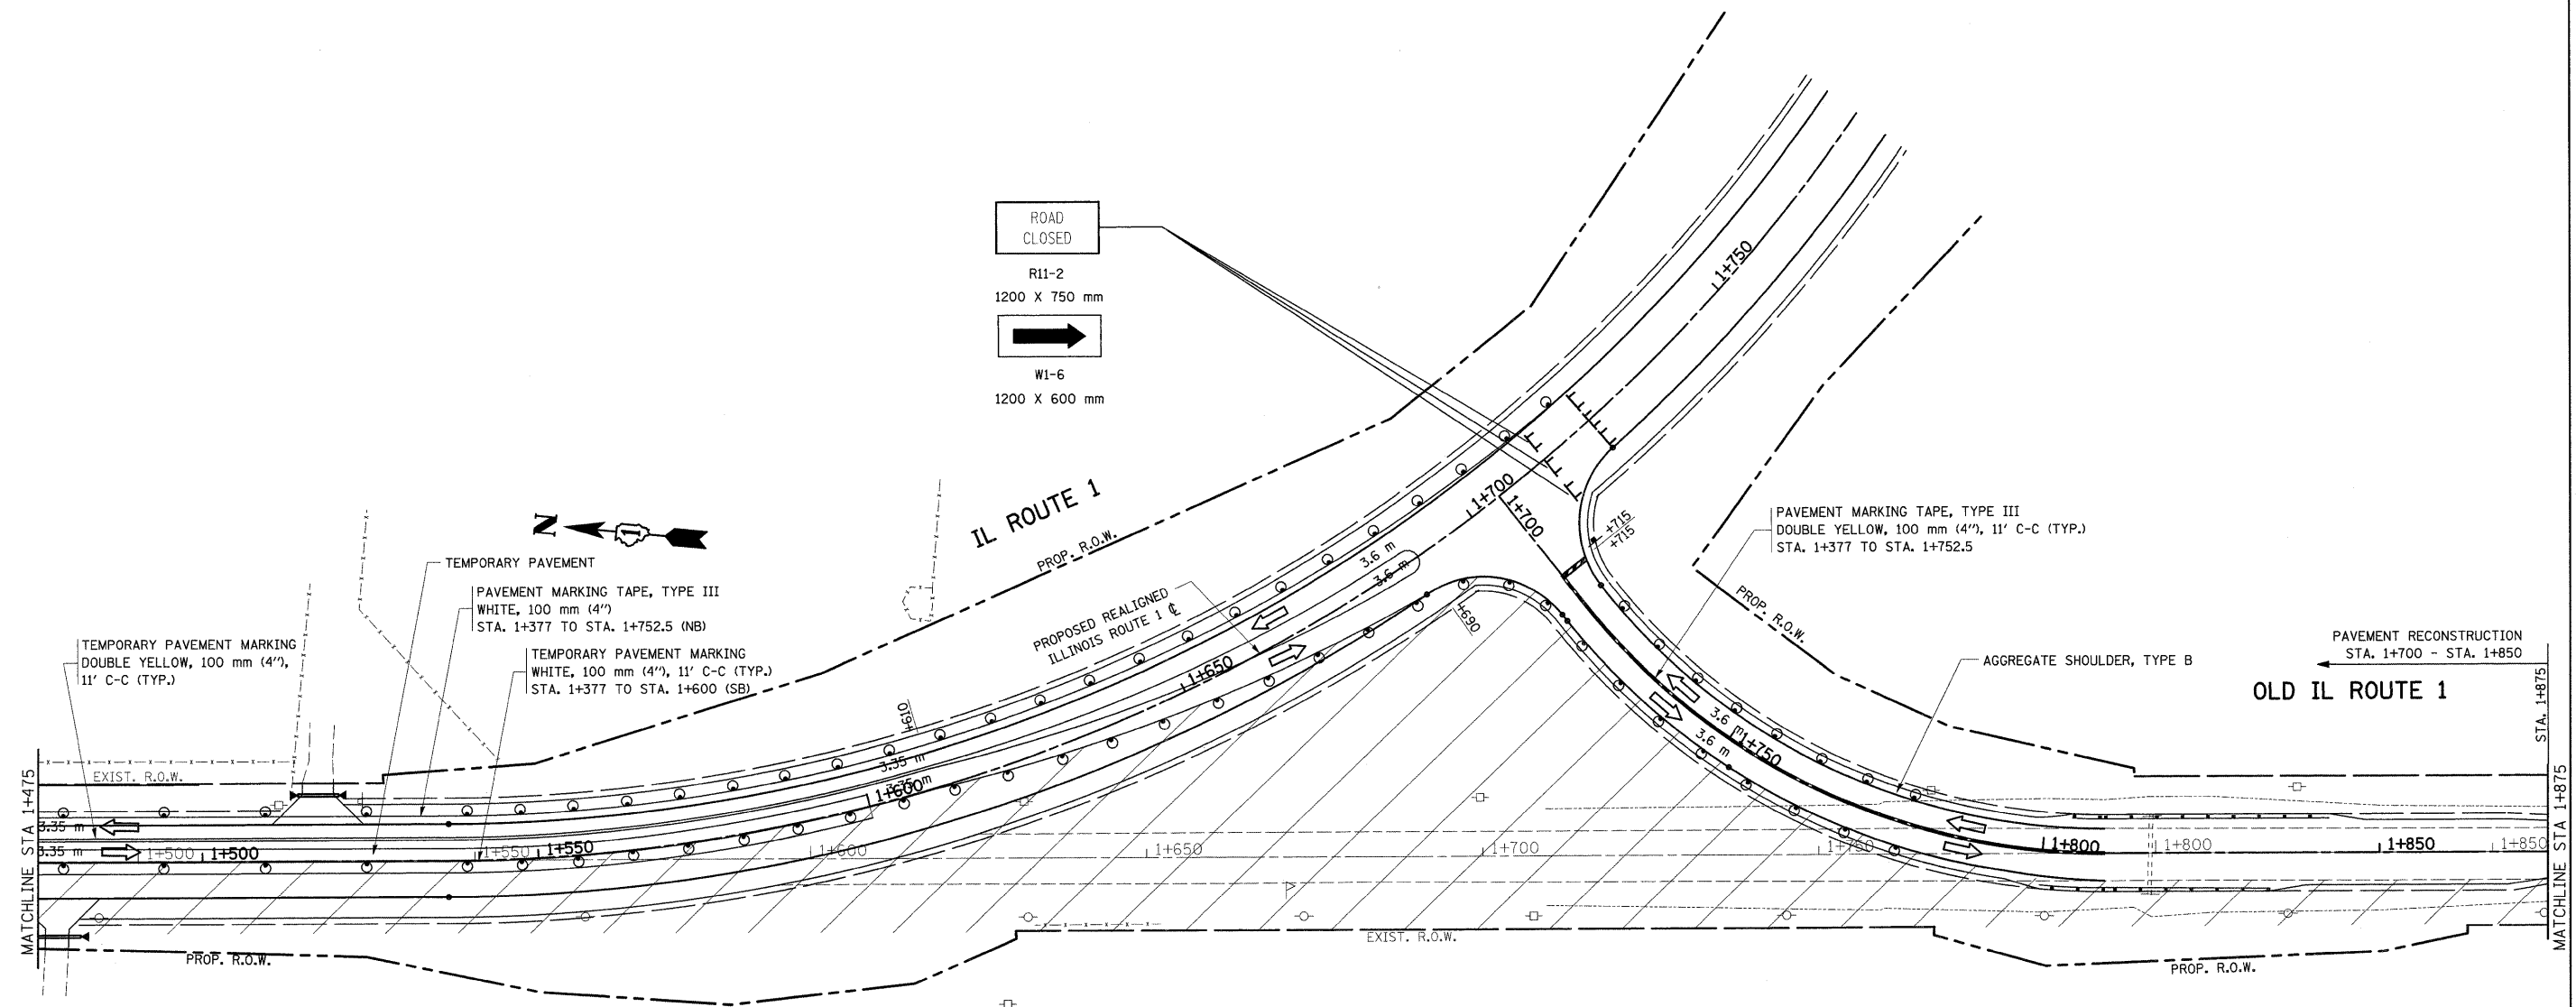 ROAD
CLOSED
R11-2
1200 X 750 mm
W1-6
1200 X 600 mm
IL ROUTE 1
PROP. R.O.W.
N
1
TEMPORARY PAVEMENT
PAVEMENT MARKING TAPE, TYPE III
WHITE, 100 mm (4")
STA. 1+377 TO STA. 1+752.5 (NB)
TEMPORARY PAVEMENT MARKING
DOUBLE YELLOW, 100 mm (4"),
11' C-C (TYP.)
TEMPORARY PAVEMENT MARKING
WHITE, 100 mm (4"), 11' C-C (TYP.)
STA. 1+377 TO STA. 1+600 (SB)
PROPOSED REALIGNED
ILLINOIS ROUTE 1 ℄
1+750
1+700
1+700
+715
+715
3.6 m
3.6 m
+690
PAVEMENT MARKING TAPE, TYPE III
DOUBLE YELLOW, 100 mm (4"), 11' C-C (TYP.)
STA. 1+377 TO STA. 1+752.5
PROP. R.O.W.
AGGREGATE SHOULDER, TYPE B
PAVEMENT RECONSTRUCTION
STA. 1+700 - STA. 1+850
OLD IL ROUTE 1
STA. 1+875
MATCHLINE STA 1+875
MATCHLINE STA 1+475
EXIST. R.O.W.
3.35 m
3.35 m
1+500
1+500
1+550
1+550
+610
3.35 m
1+600
1+600
1+650
1+650
1+700
3.6 m
3.6 m
1+750
1+750
1+800
1+800
1+850
1+850
PROP. R.O.W.
EXIST. R.O.W.
PROP. R.O.W.